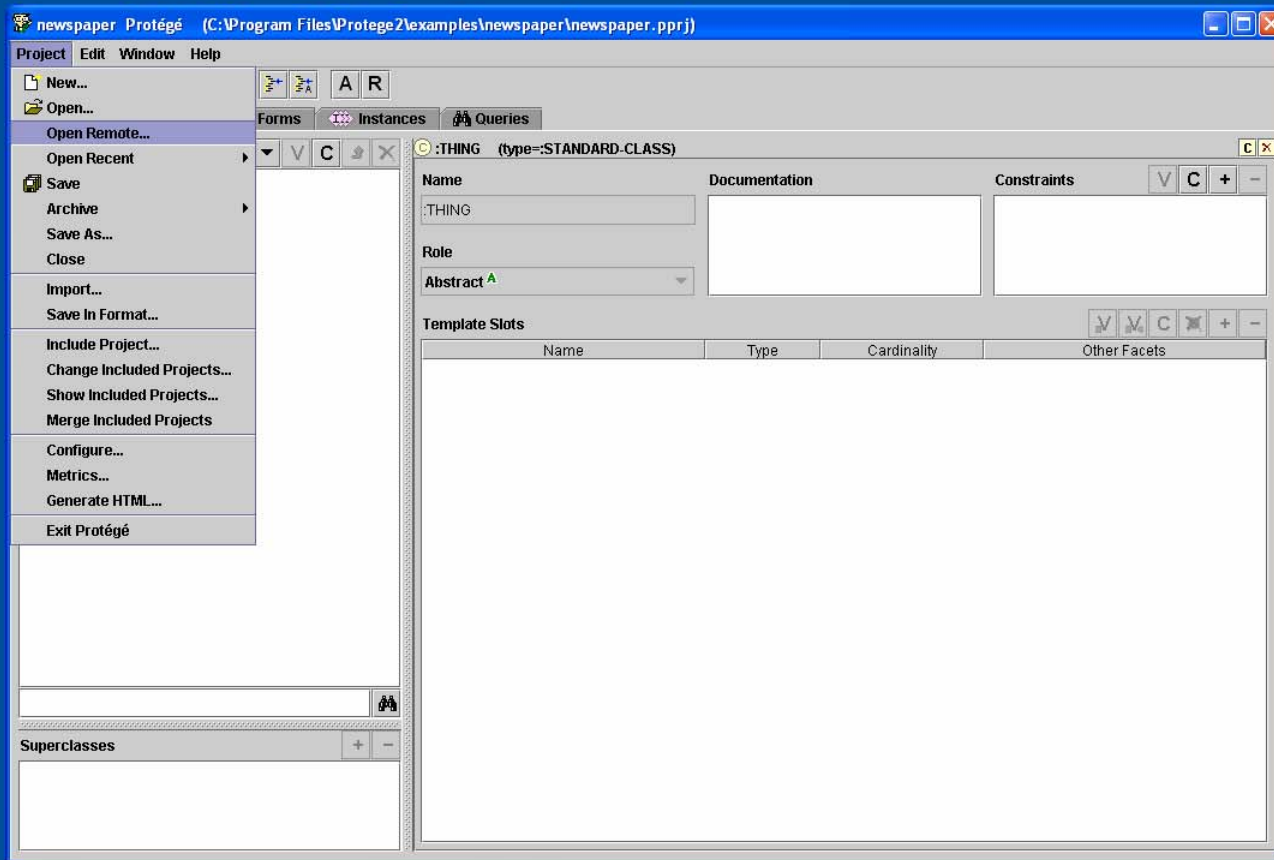 newspaper Protégé (C:\Program Files\Protege2\examples\newspaper\newspaper.pprj)
Project Edit Window Help
New...
Open...
Open Remote...
Open Recent
Save
Archive
Save As...
Close
Import...
Save In Format...
Include Project...
Change Included Projects...
Show Included Projects...
Merge Included Projects
Configure...
Metrics...
Generate HTML...
Exit Protégé
A R
Forms Instances Queries
V C
C :THING (type=:STANDARD-CLASS) C
Name Documentation Constraints V C + −
:THING
Role
Abstract A
Template Slots V V C + −
Name Type Cardinality Other Facets
Superclasses + −